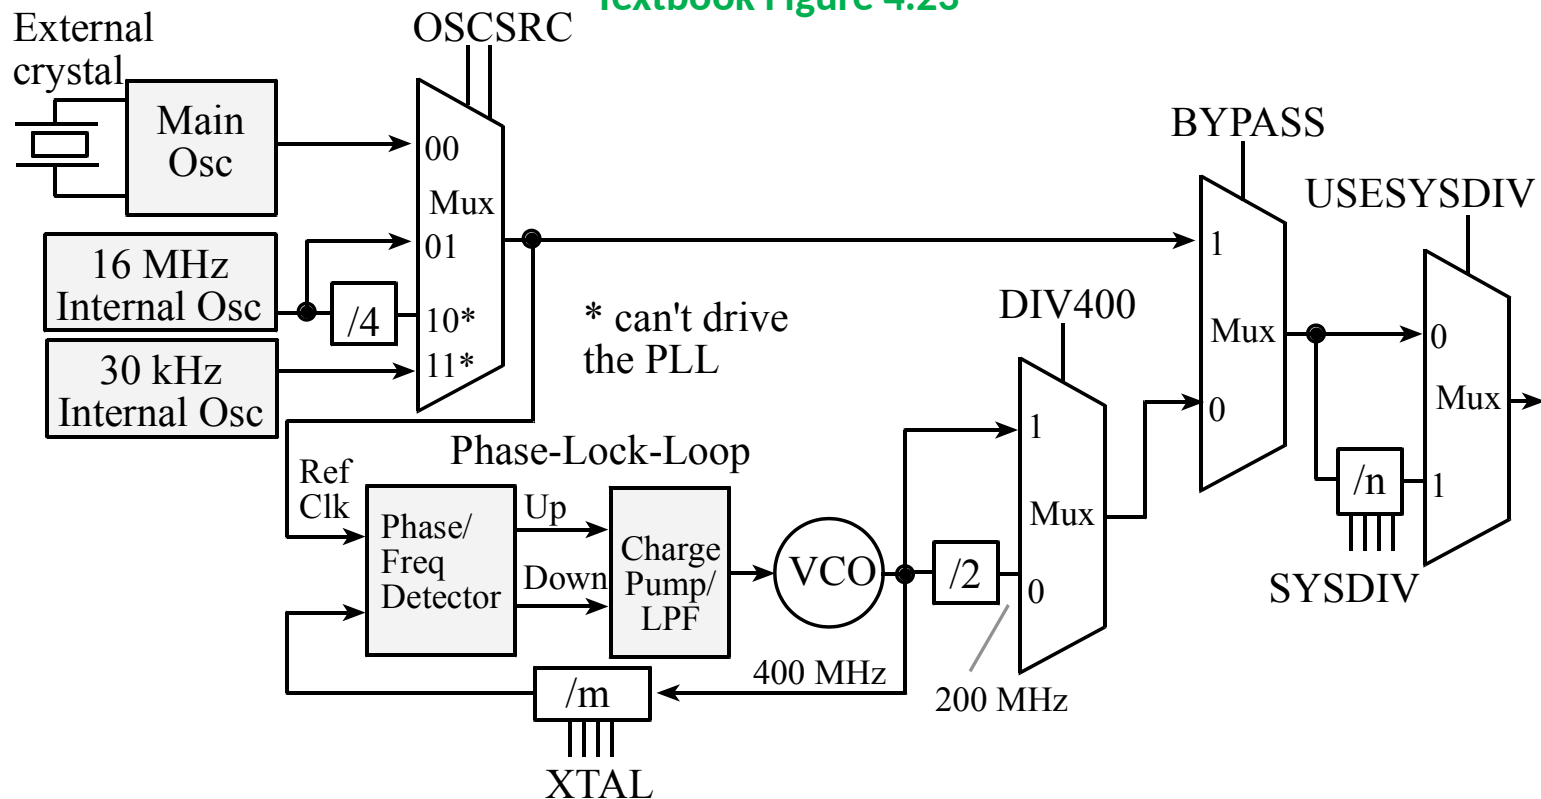 Textbook Figure 4.23
External
crystal
OSCSRC
Main
Osc
00
Mux
01
10*
11*
16 MHz
Internal Osc
/4
30 kHz
Internal Osc
* can't drive
the PLL
BYPASS
1
Mux
0
USESYSDIV
0
Mux
1
/n
SYSDIV
DIV400
1
Mux
0
Phase-Lock-Loop
Ref
Clk
Phase/
Freq
Detector
Up
Down
Charge
Pump/
LPF
VCO
/2
400 MHz
200 MHz
/m
XTAL